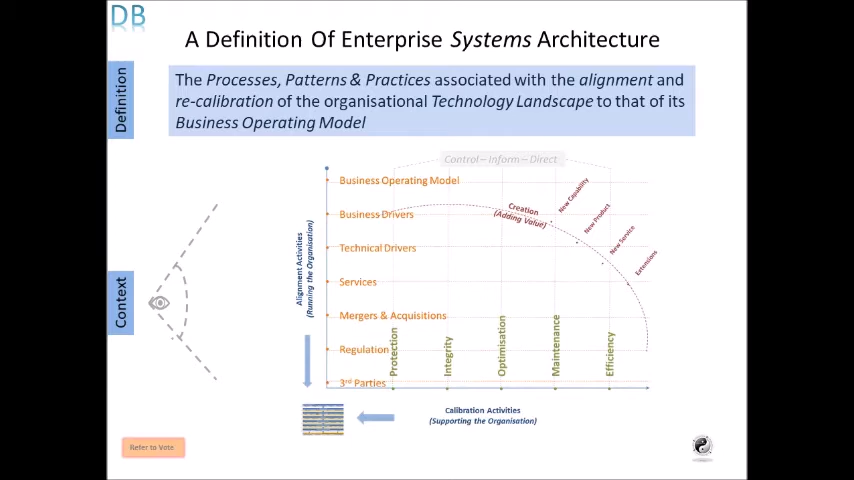 DB
A Definition Of Enterprise Systems Architecture
Definition
The Processes, Patterns & Practices associated with the alignment and
re-calibration of the organisational Technology Landscape to that of its
Business Operating Model
Control – Inform – Direct
Business Operating Model
Business Drivers
Technical Drivers
Services
Mergers & Acquisitions
Regulation
3rd Parties
Creation
(Adding Value)
New Capability
New Product
New Service
Extensions
Alignment Activities
(Running the Organisation)
Context
Protection
Integrity
Optimisation
Maintenance
Efficiency
Calibration Activities
(Supporting the Organisation)
Refer to Vote